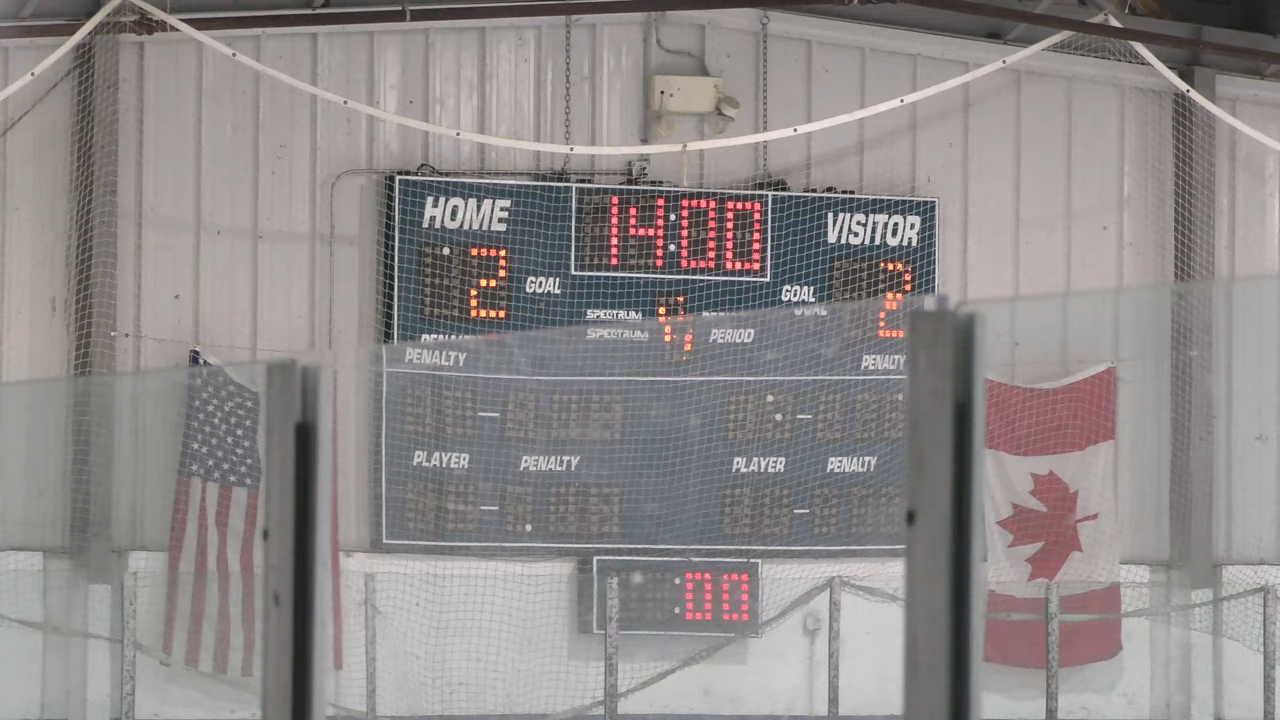 HOME 14:00 VISITOR
2 GOAL GOAL 2
SPECTRUM
SPECTRUM PERIOD
PENALTY PENALTY
PLAYER PENALTY PLAYER PENALTY
00